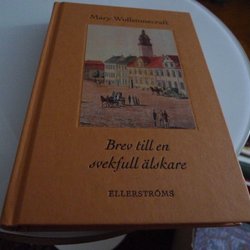 Mary Wollstonecraft
Brev till en
svekfull älskare
ELLERSTRÖMS